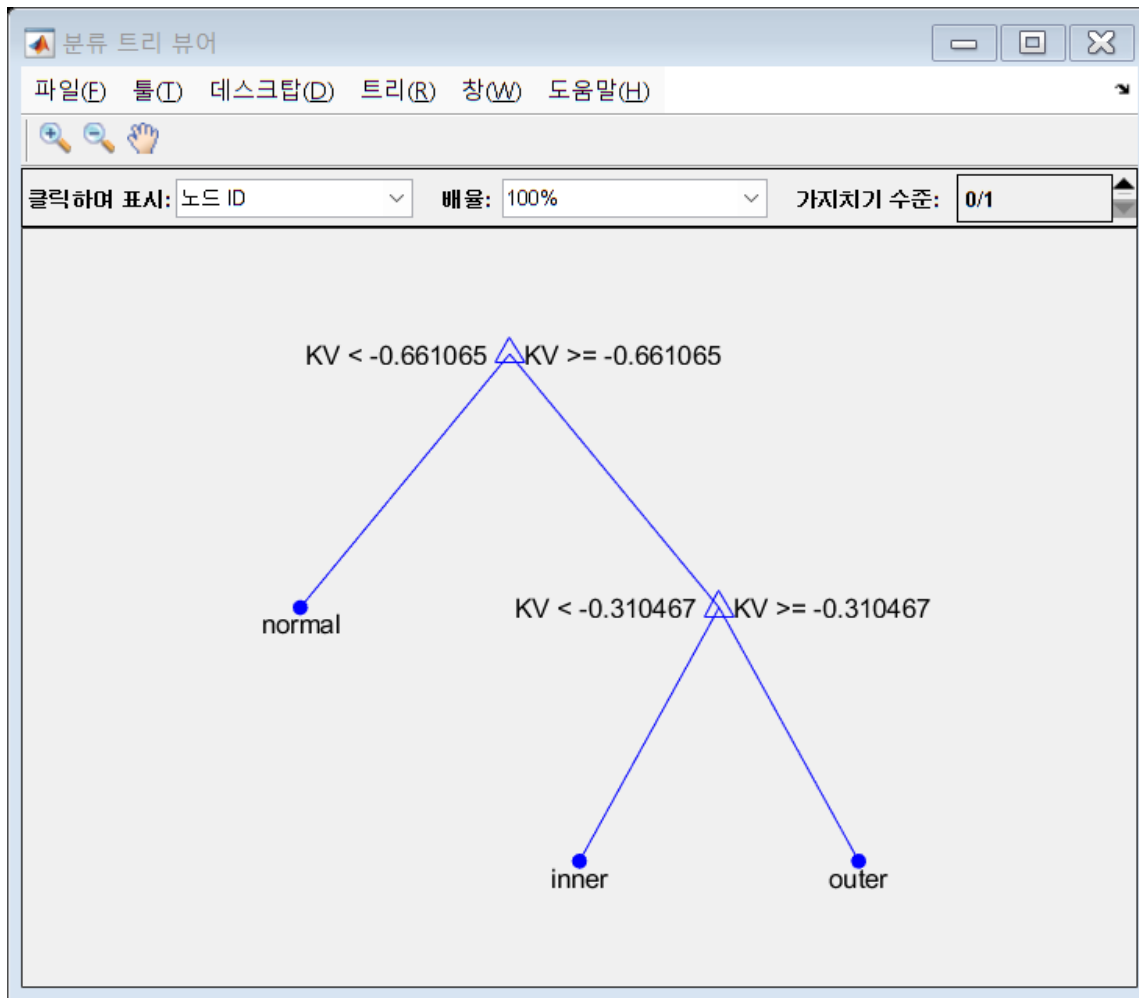 분류 트리 뷰어
파일(F) 툴(T) 데스크탑(D) 트리(R) 창(W) 도움말(H)
클릭하여 표시: 노드 ID 배율: 100% 가지치기 수준: 0/1
KV < -0.661065 KV >= -0.661065
normal
KV < -0.310467 KV >= -0.310467
inner
outer